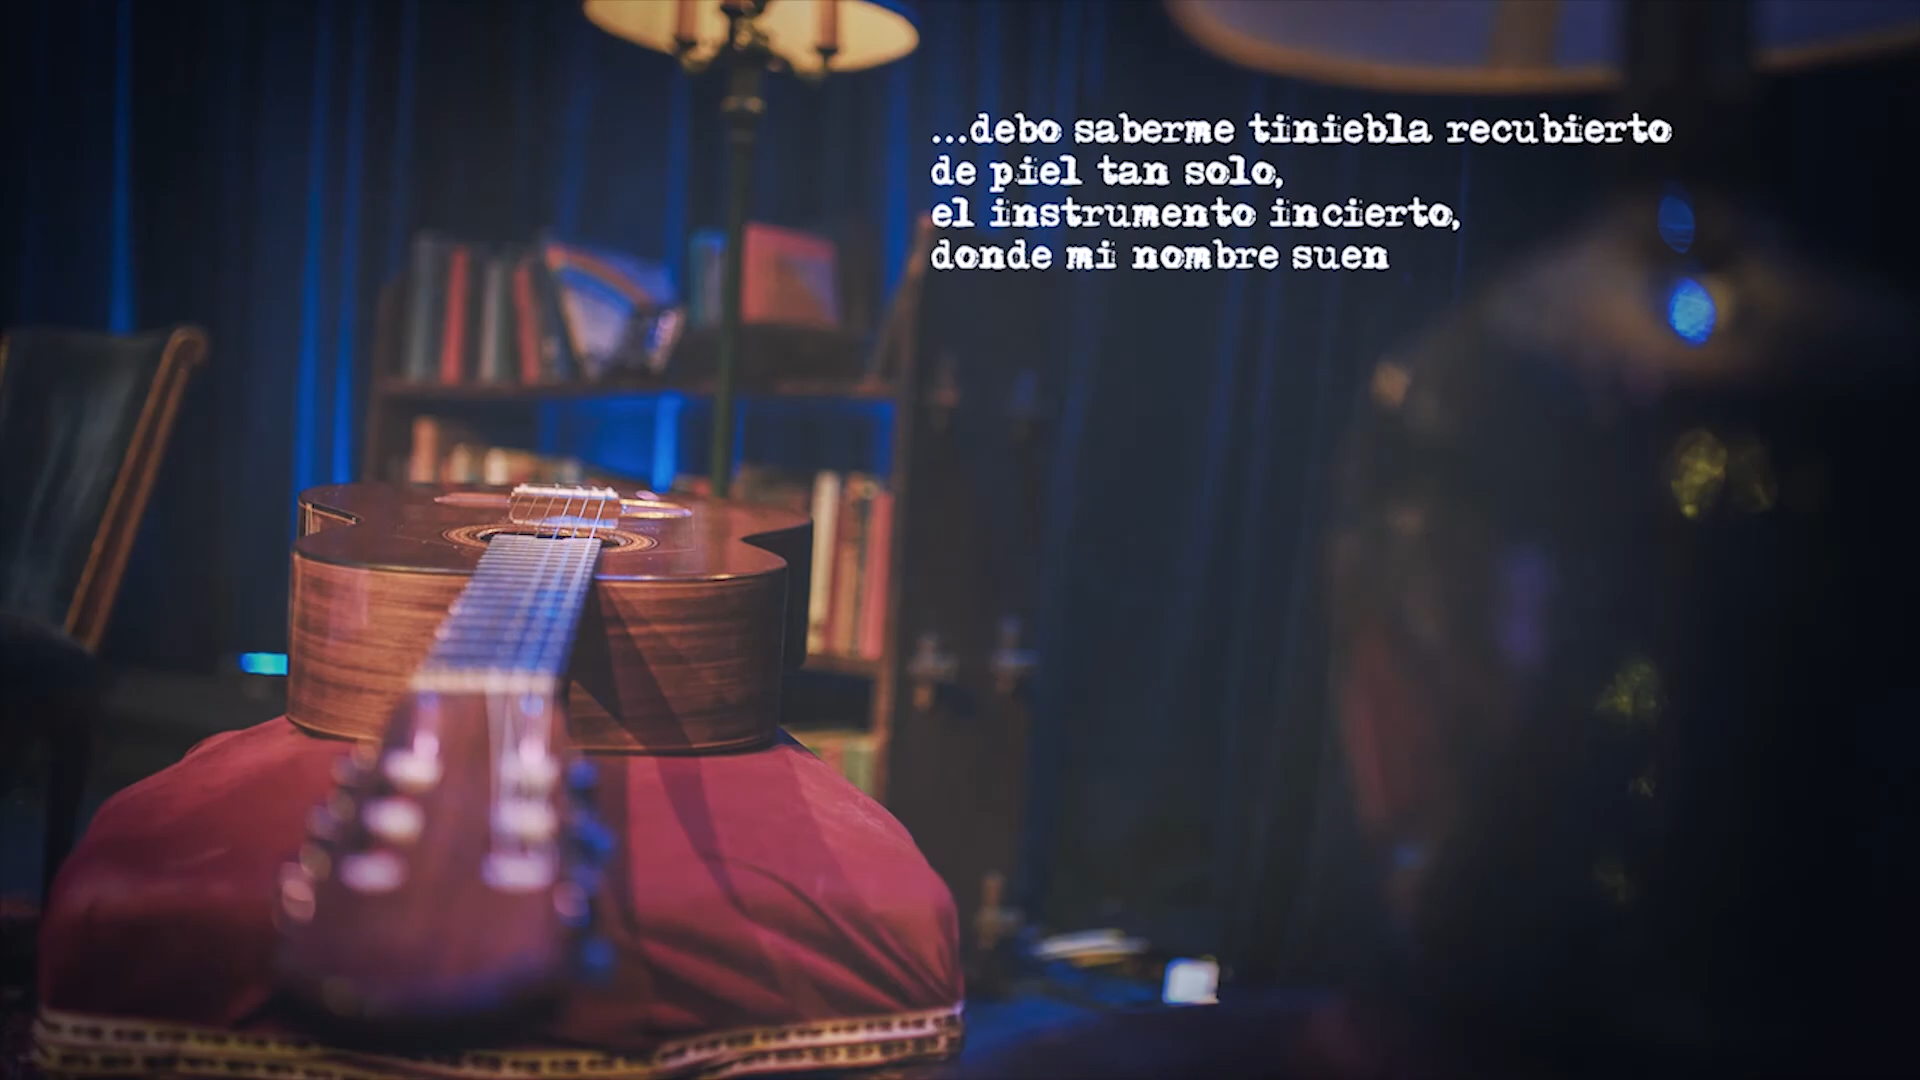 ...debo saberme tiniebla recubierto
de piel tan solo,
el instrumento incierto,
donde mi nombre suen